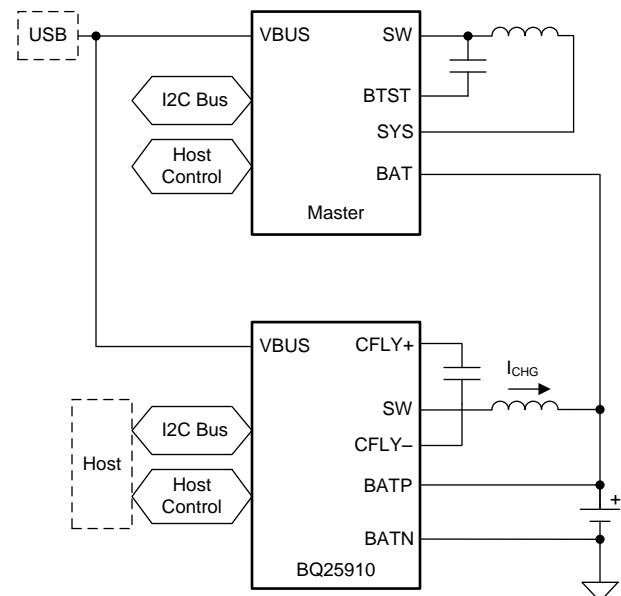 USB
VBUS
SW
I2C Bus
BTST
SYS
Host
Control
BAT
Master
VBUS
CFLY+
ICHG
SW
I2C Bus
Host
CFLY–
Host
Control
BATP
+
BATN
BQ25910